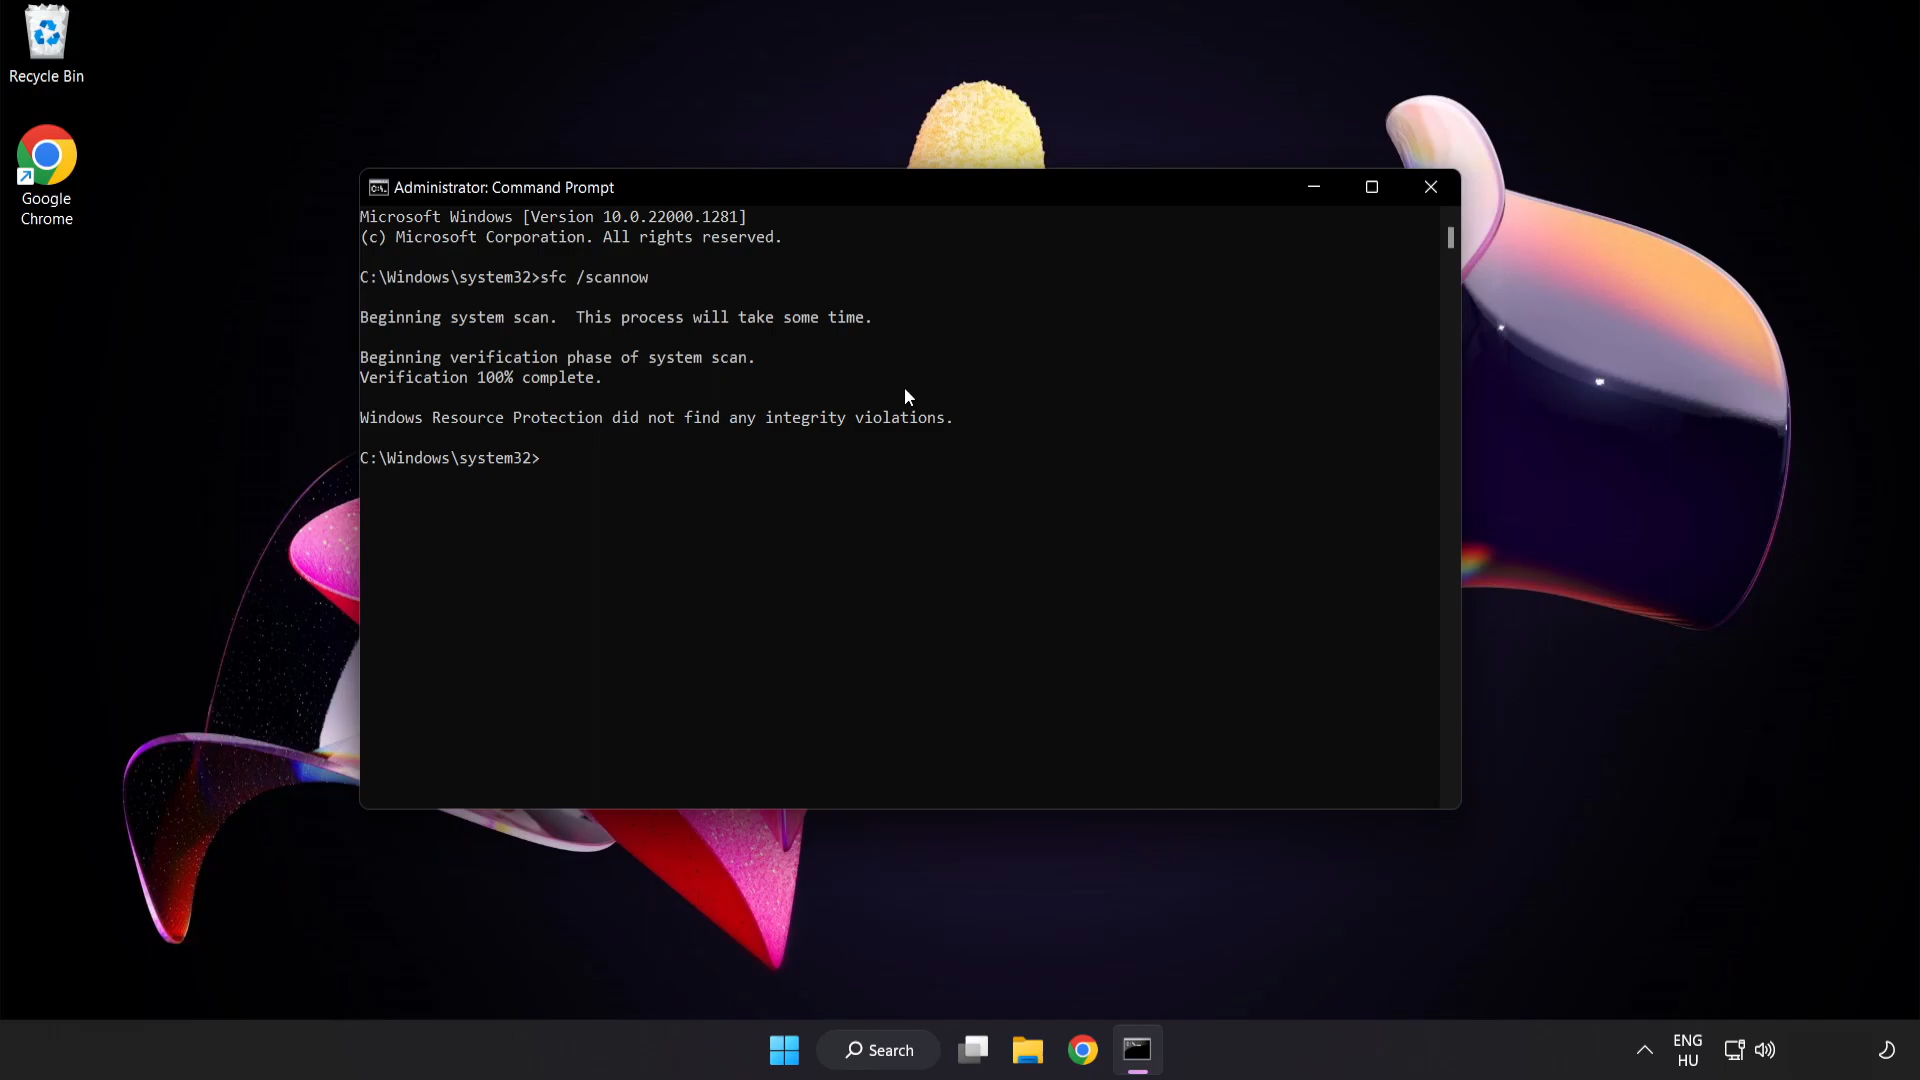 Recycle Bin
Google
Chrome
Administrator: Command Prompt
Microsoft Windows [Version 10.0.22000.1281]
(c) Microsoft Corporation. All rights reserved.
C:\Windows\system32>sfc /scannow
Beginning system scan.  This process will take some time.
Beginning verification phase of system scan.
Verification 100% complete.
Windows Resource Protection did not find any integrity violations.
C:\Windows\system32>
Search
ENG
HU